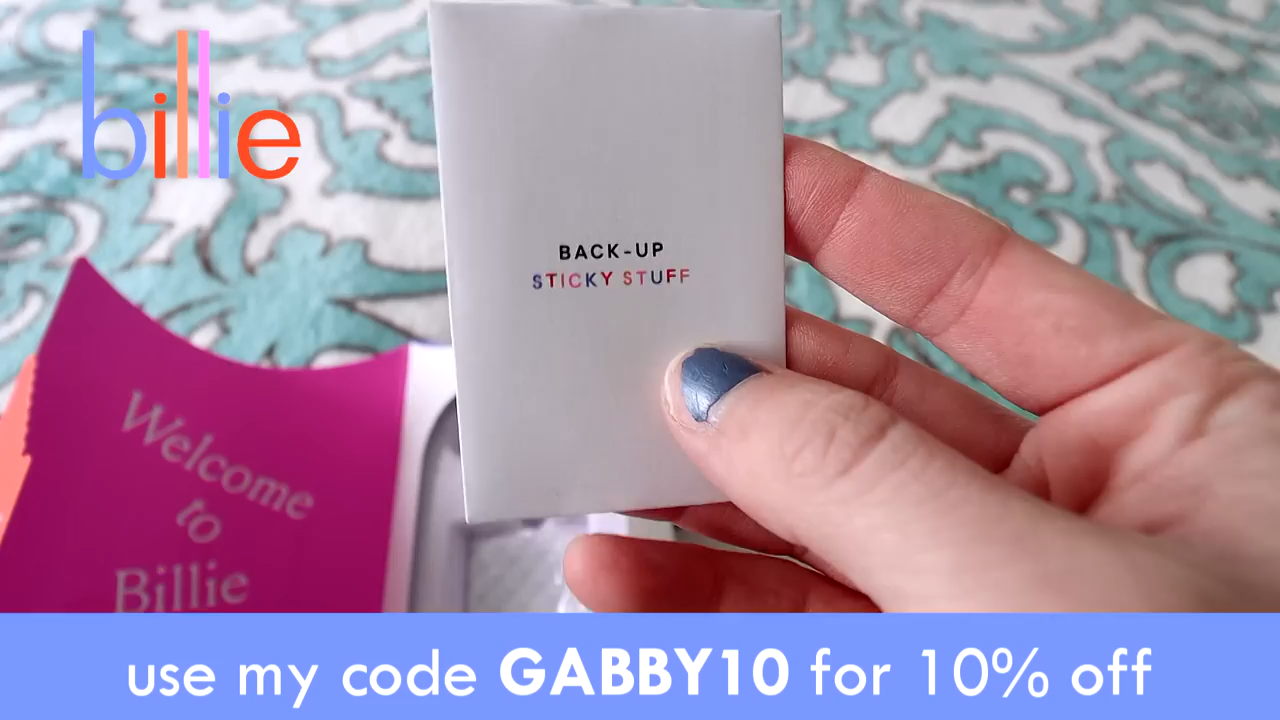 billie
BACK-UP
STICKY STUFF
Welcome
to
Billie
use my code GABBY10 for 10% off